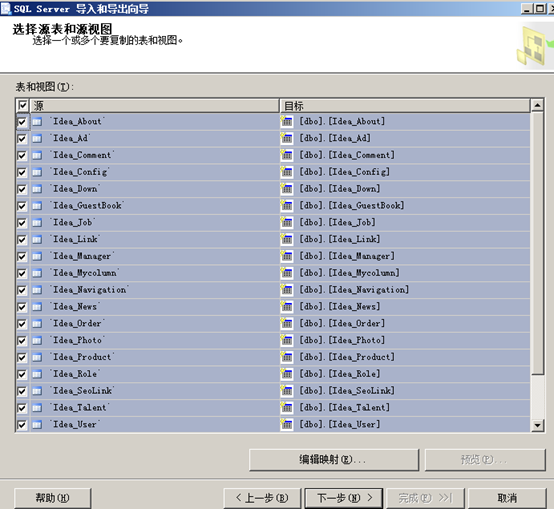 SQL Server 导入和导出向导
选择源表和源视图
选择一个或多个要复制的表和视图。
表和视图(T):
源 目标
`Idea_About` [dbo].[Idea_About]
`Idea_Ad` [dbo].[Idea_Ad]
`Idea_Comment` [dbo].[Idea_Comment]
`Idea_Config` [dbo].[Idea_Config]
`Idea_Down` [dbo].[Idea_Down]
`Idea_GuestBook` [dbo].[Idea_GuestBook]
`Idea_Job` [dbo].[Idea_Job]
`Idea_Link` [dbo].[Idea_Link]
`Idea_Manager` [dbo].[Idea_Manager]
`Idea_Mycolumn` [dbo].[Idea_Mycolumn]
`Idea_Navigation` [dbo].[Idea_Navigation]
`Idea_News` [dbo].[Idea_News]
`Idea_Order` [dbo].[Idea_Order]
`Idea_Photo` [dbo].[Idea_Photo]
`Idea_Product` [dbo].[Idea_Product]
`Idea_Role` [dbo].[Idea_Role]
`Idea_SeoLink` [dbo].[Idea_SeoLink]
`Idea_Talent` [dbo].[Idea_Talent]
`Idea_User` [dbo].[Idea_User]
编辑映射(E)... 预览(P)...
帮助(H) < 上一步(B) 下一步(N) > 完成(F) >>| 取消